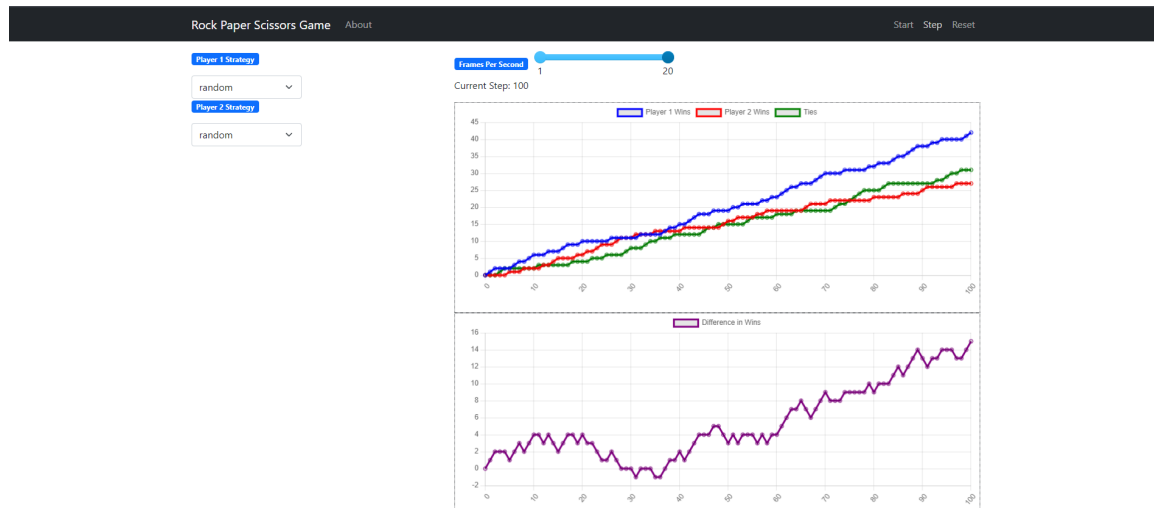 Rock Paper Scissors Game About Start Step Reset
Player 1 Strategy
random
Player 2 Strategy
random
Frames Per Second
1 20
Current Step: 100
Player 1 Wins Player 2 Wins Ties
45
40
35
30
25
20
15
10
5
0
0 10 20 30 40 50 60 70 80 90 100
Difference in Wins
16
14
12
10
8
6
4
2
0
-2
0 10 20 30 40 50 60 70 80 90 100